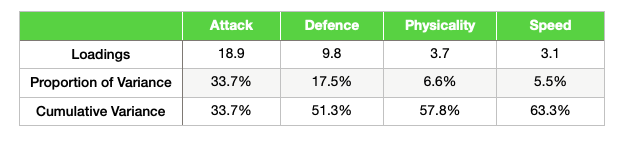 Attack Defence Physicality Speed
Loadings 18.9 9.8 3.7 3.1
Proportion of Variance 33.7% 17.5% 6.6% 5.5%
Cumulative Variance 33.7% 51.3% 57.8% 63.3%